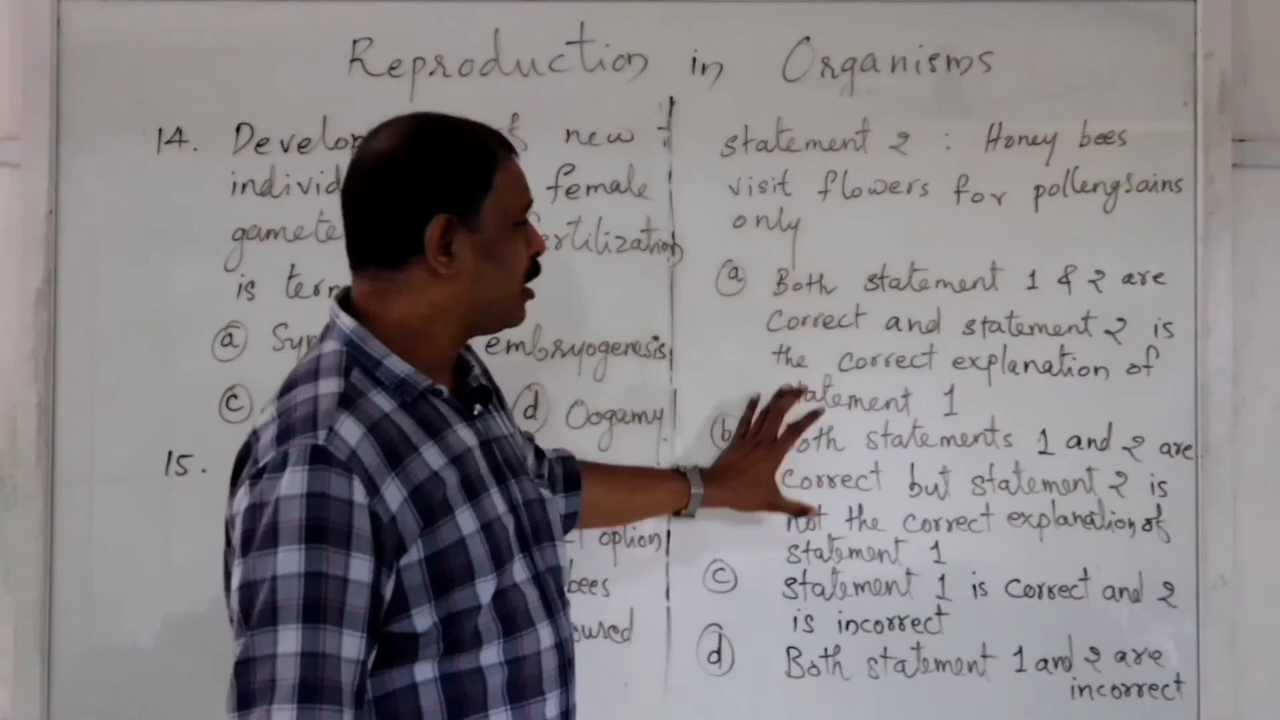 Reproduction in Organisms
14. Develop of new
individ female
gamete ertilization
is term
a Syn embryogenesis
c d Oogamy
15.
option
bees
oured
statement 2 : Honey bees
visit flowers for pollengrains
only
a Both statement 1 & 2 are
Correct and statement 2 is
the correct explanation of
statement 1
b Both statements 1 and 2 are
correct but statement 2 is
not the correct explanation of
statement 1
c statement 1 is correct and 2
is incorrect
d Both statement 1 and 2 are
incorrect